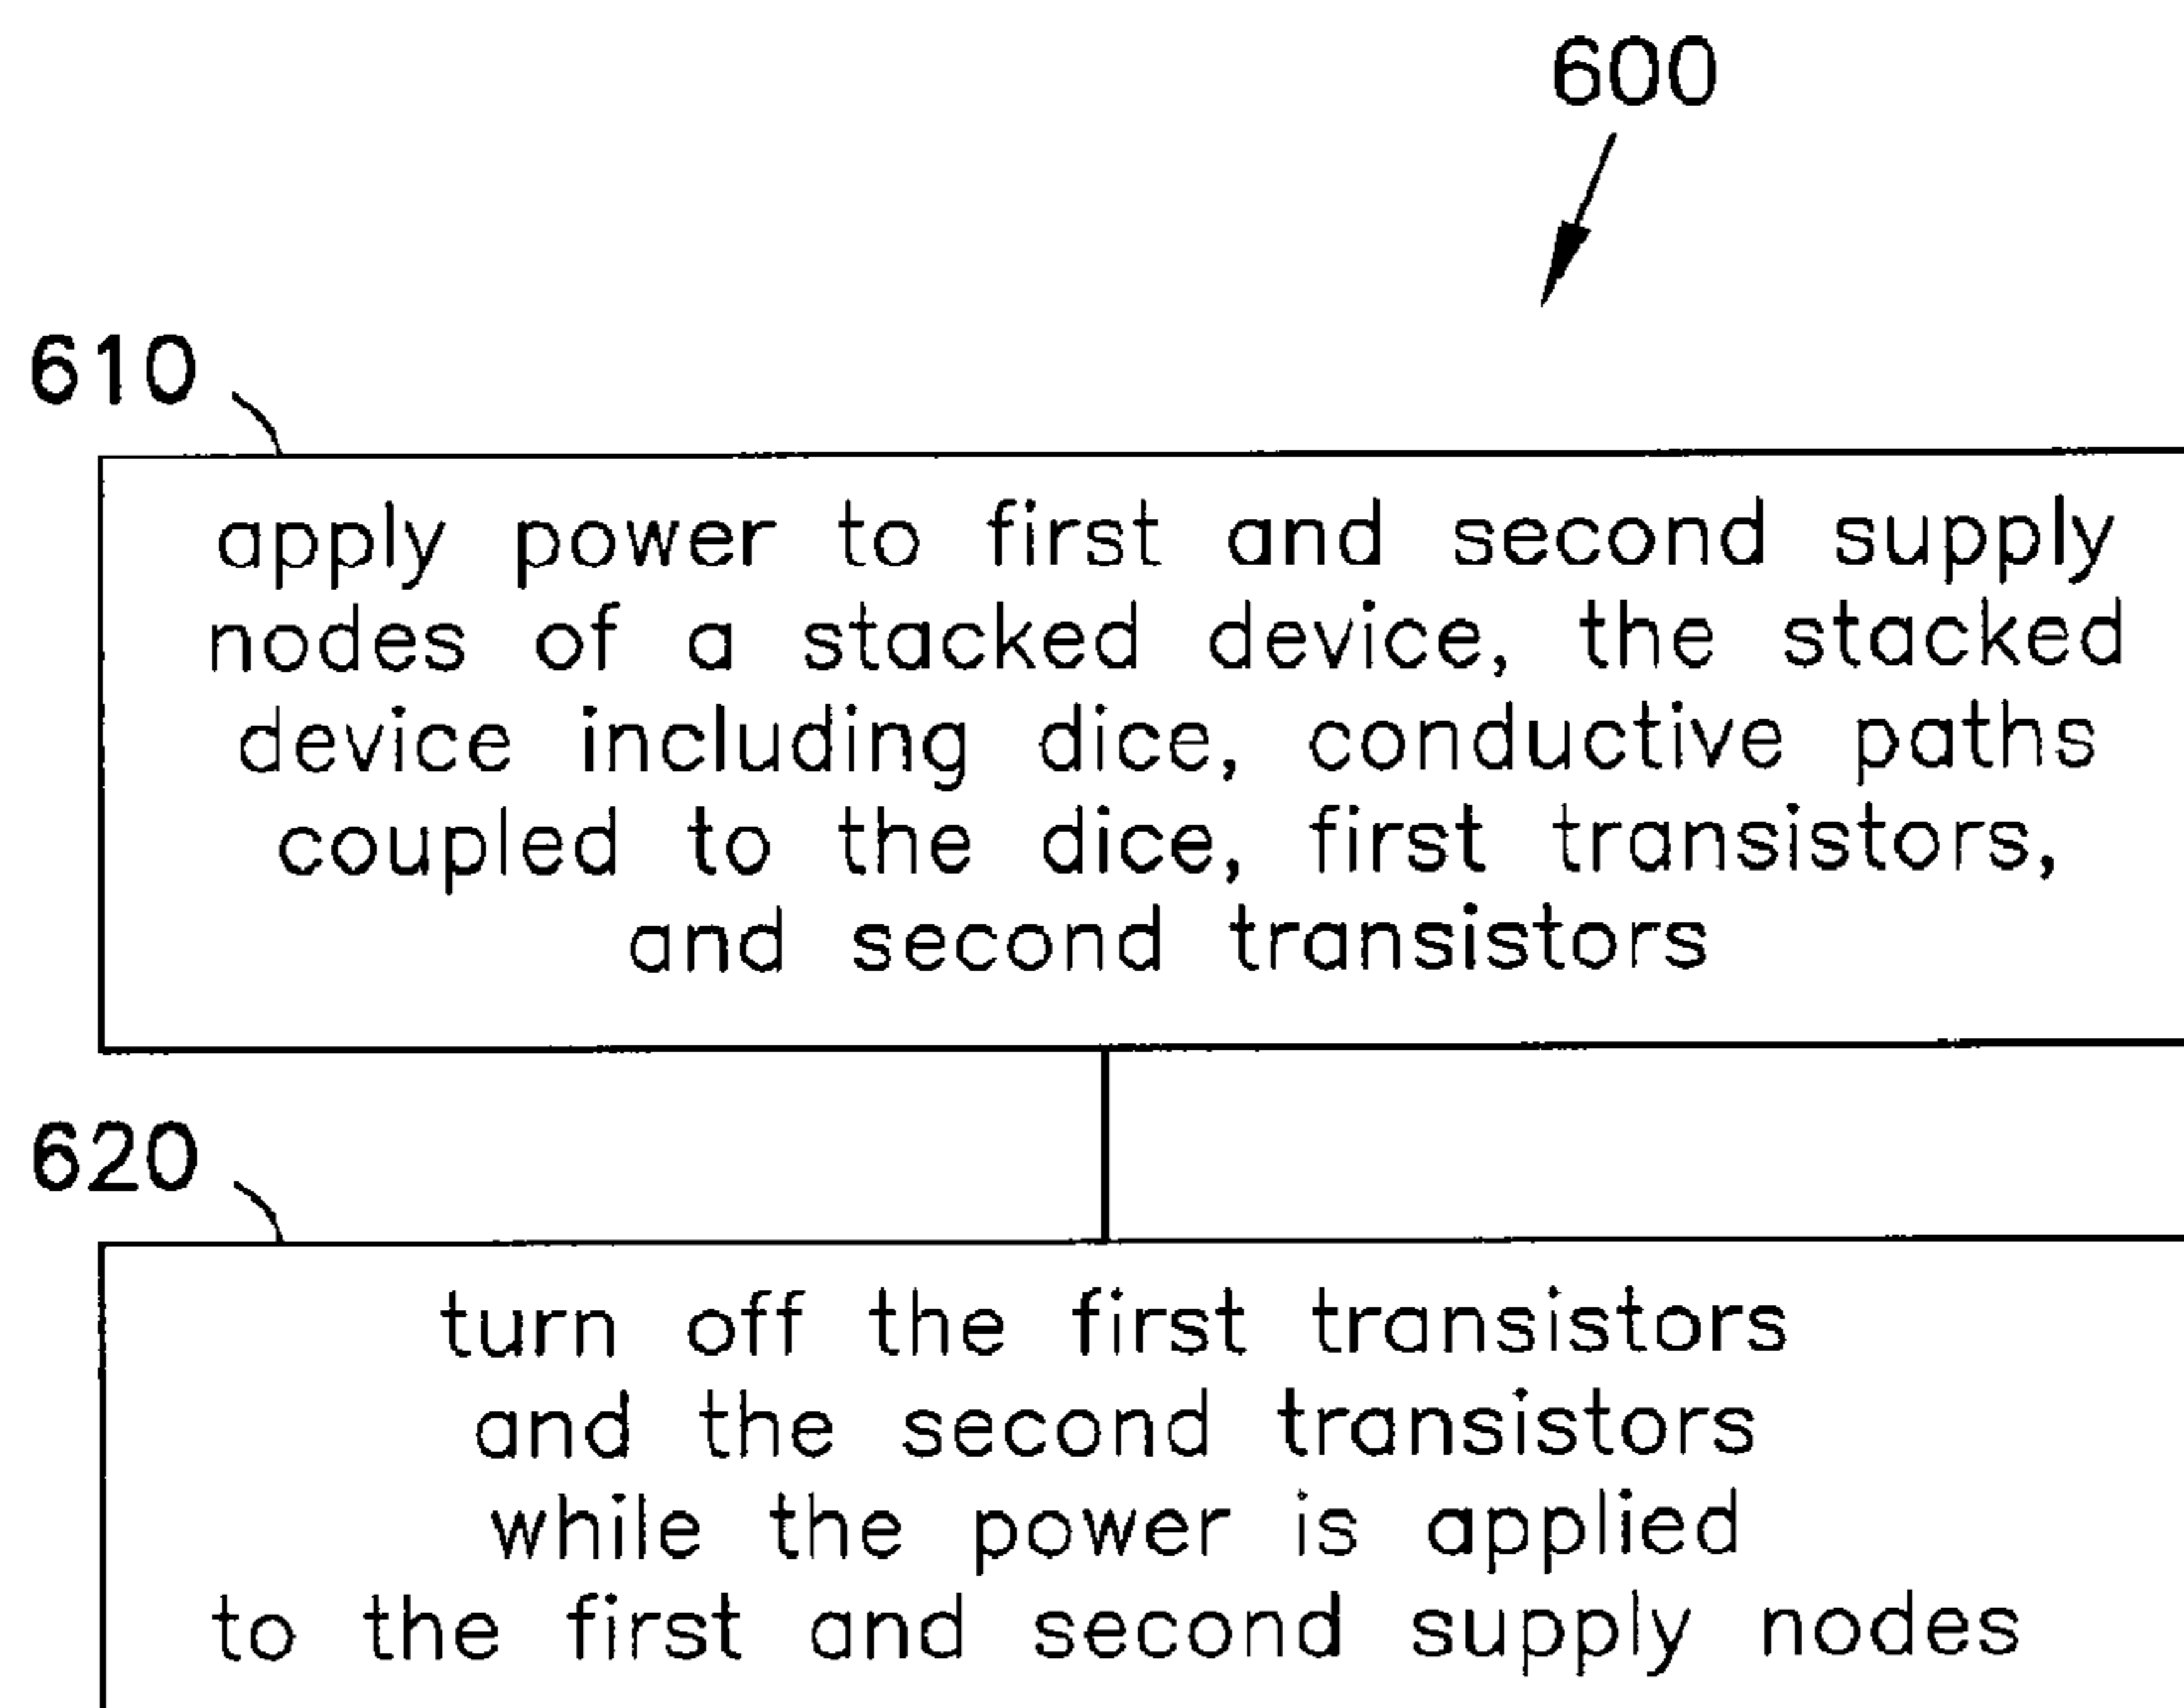 600
610
apply power to first and second supply
nodes of a stacked device, the stacked
device including dice, conductive paths
coupled to the dice, first transistors,
and second transistors
620
turn off the first transistors
and the second transistors
while the power is applied
to the first and second supply nodes